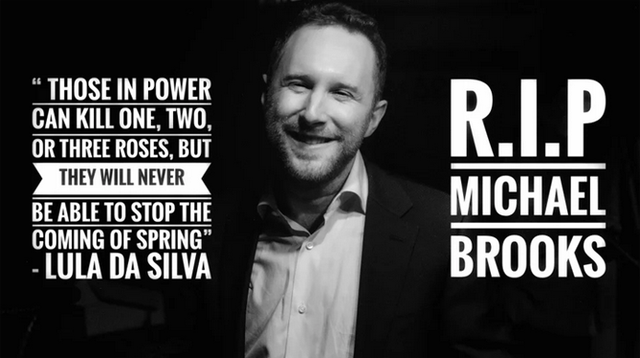 “ THOSE IN POWER
CAN KILL ONE, TWO,
OR THREE ROSES, BUT
THEY WILL NEVER
BE ABLE TO STOP THE
COMING OF SPRING”
- LULA DA SILVA
R.I.P
MICHAEL
BROOKS